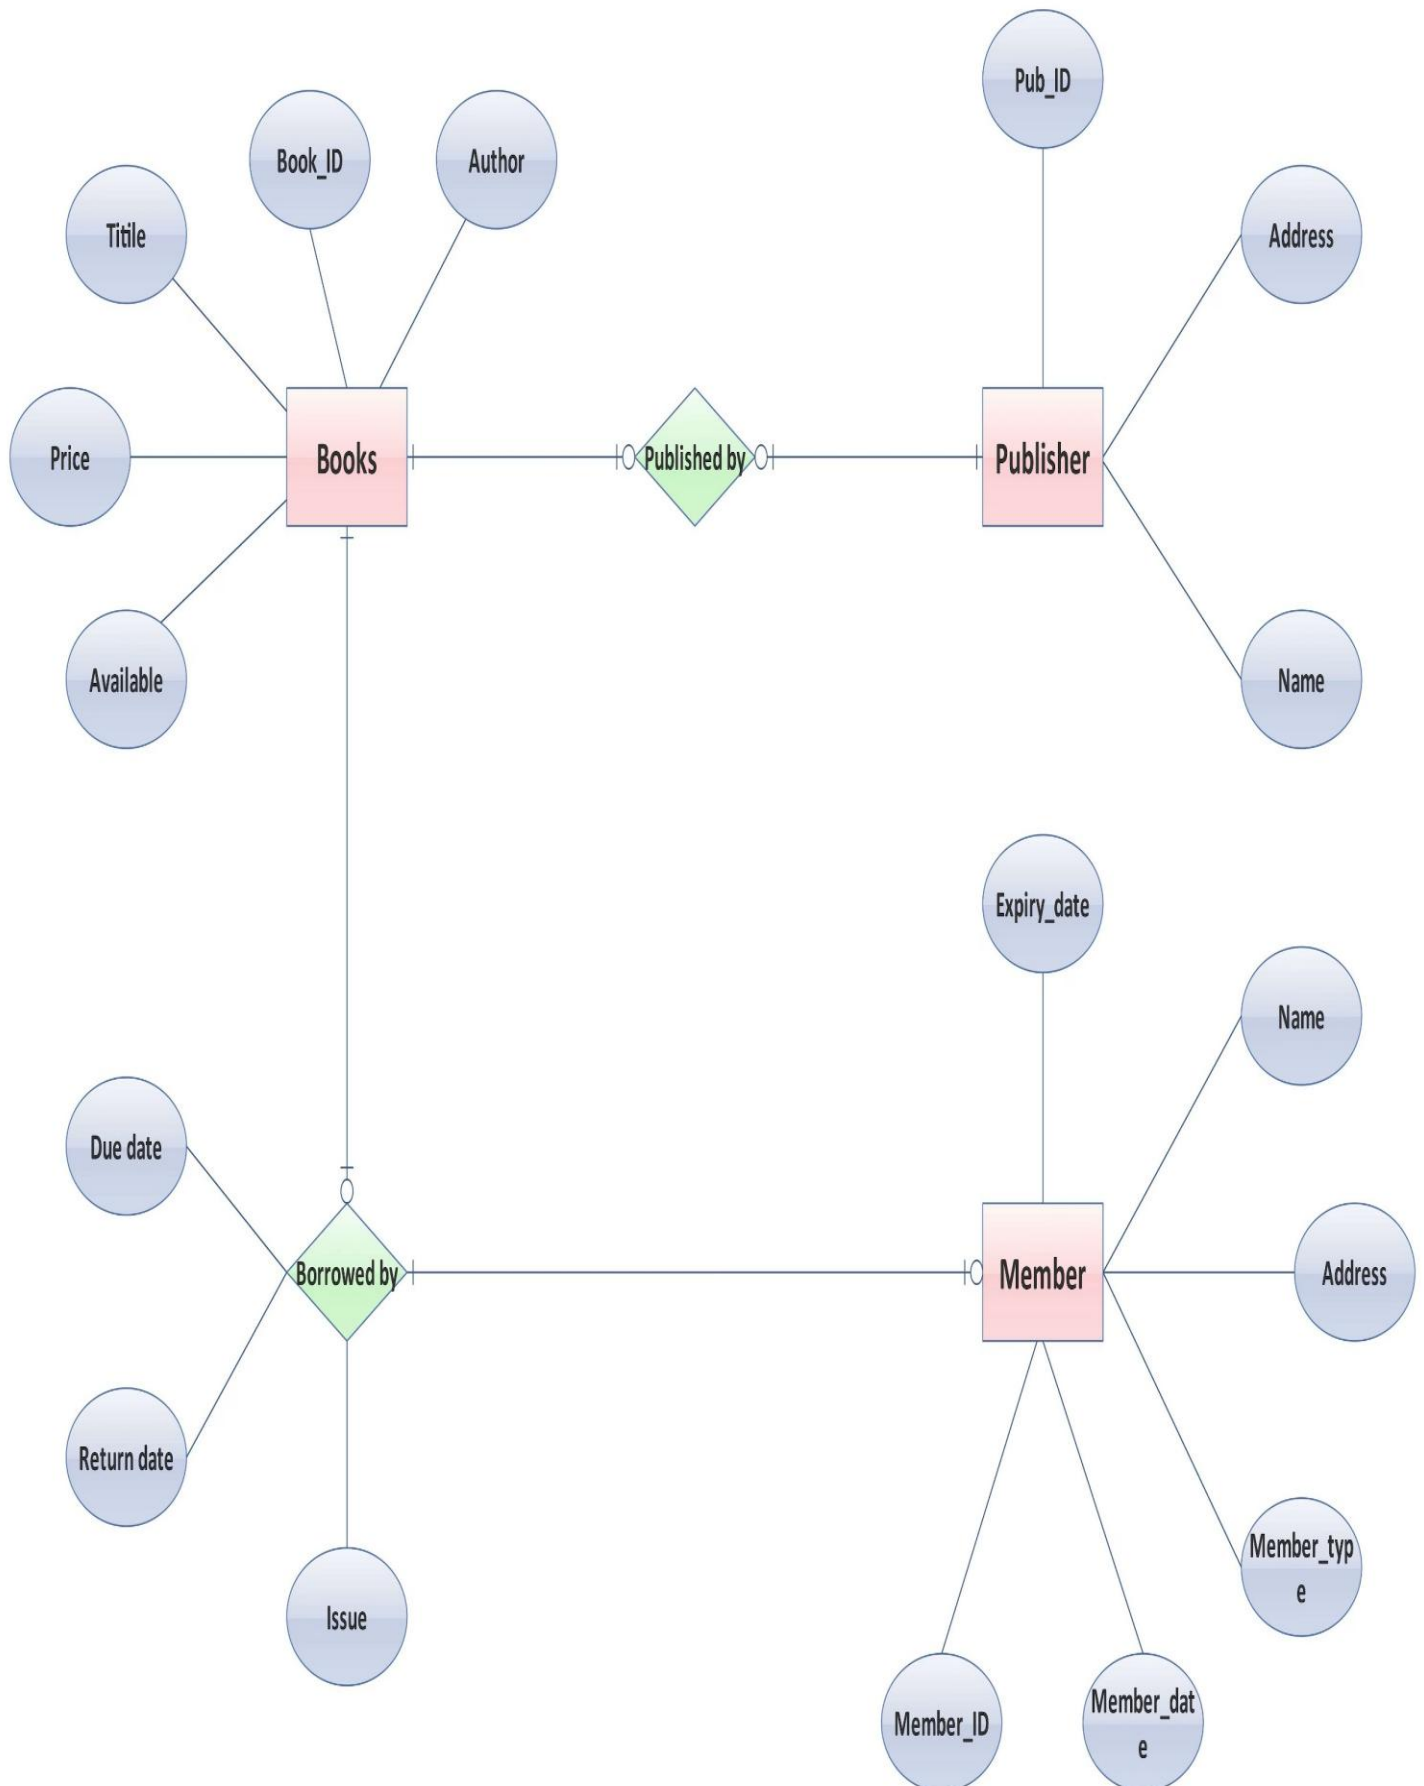 Pub_ID
Book_ID
Author
Titile
Address
Price
Books
Published by
Publisher
Available
Name
Expiry_date
Name
Due date
Borrowed by
Member
Address
Return date
Member_typ
e
Issue
Member_ID
Member_dat
e